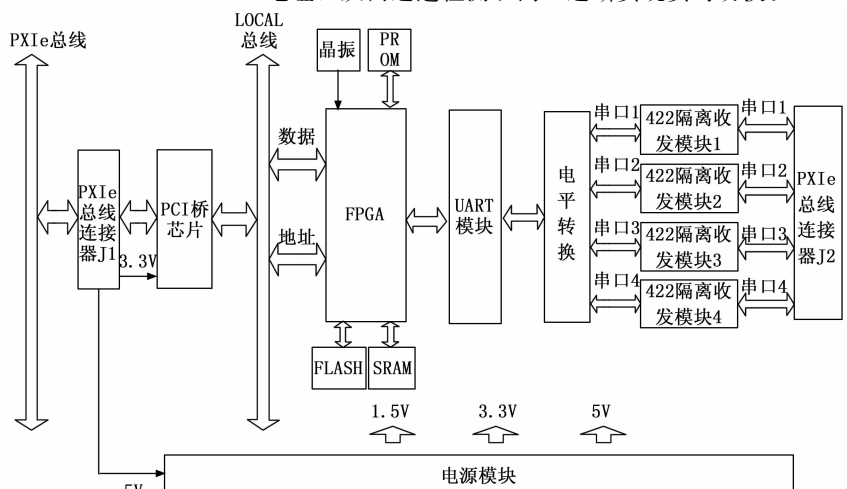 PXIe总线
LOCAL
总线
晶振
PR
OM
数据
地址
PXIe
总线
连接
器J1
PCI桥
芯片
3.3V
FPGA
UART
模块
电
平
转
换
串口1
422隔离收
发模块1
串口1
串口2
422隔离收
发模块2
串口2
串口3
422隔离收
发模块3
串口3
串口4
422隔离收
发模块4
串口4
PXIe
总线
连接
器J2
FLASH
SRAM
1.5V
3.3V
5V
电源模块
5V